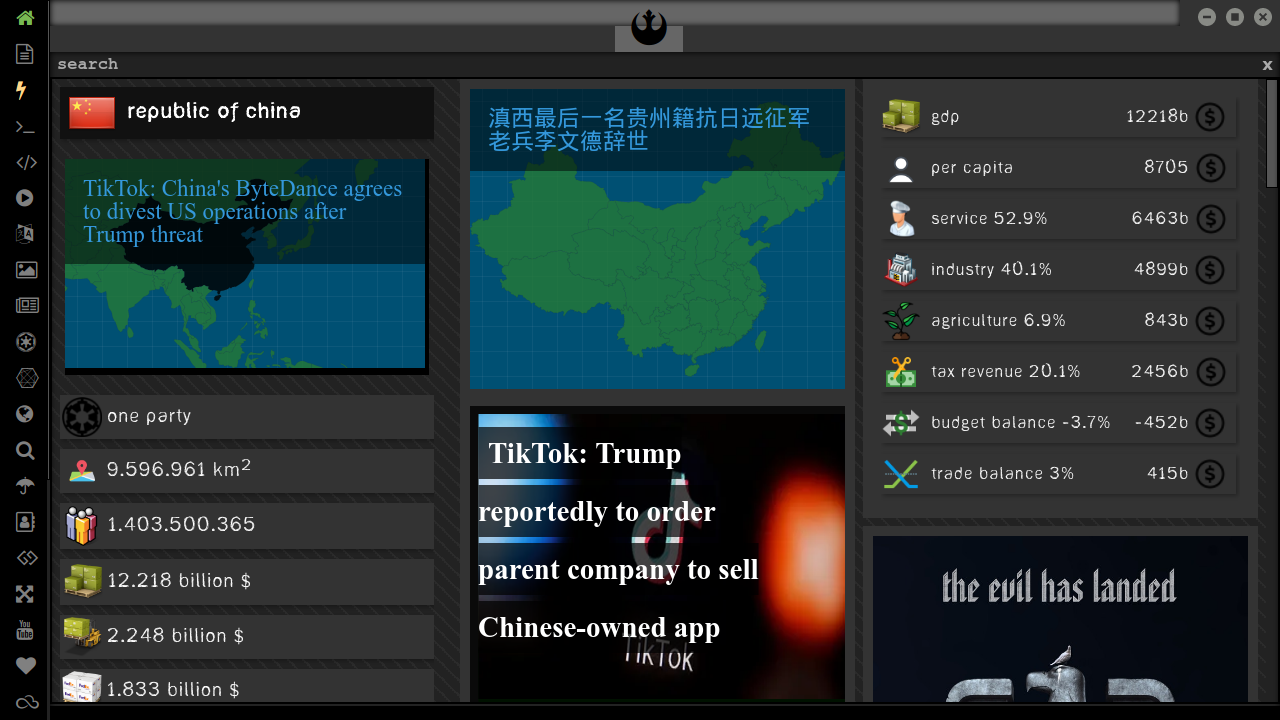 search
x
republic of china
TikTok: China's ByteDance agrees
to divest US operations after
Trump threat
one party
9.596.961 km²
1.403.500.365
12.218 billion $
2.248 billion $
1.833 billion $
滇西最后一名贵州籍抗日远征军
老兵李文德辞世
TikTok: Trump
reportedly to order
parent company to sell
Chinese-owned app
TikTok
gdp 12218b $
per capita 8705 $
service 52.9% 6463b $
industry 40.1% 4899b $
agriculture 6.9% 843b $
tax revenue 20.1% 2456b $
budget balance -3.7% -452b $
trade balance 3% 415b $
the evil has landed
You
Tube